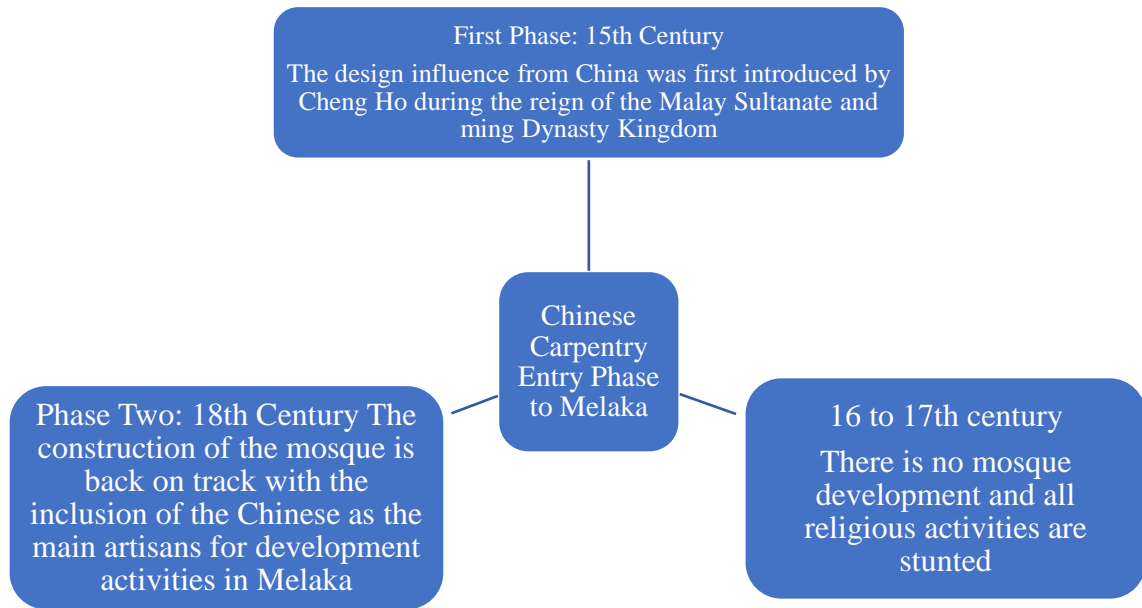 First Phase: 15th Century
The design influence from China was first introduced by
Cheng Ho during the reign of the Malay Sultanate and
ming Dynasty Kingdom
Chinese
Carpentry
Entry Phase
to Melaka
16 to 17th century
There is no mosque
development and all
religious activities are
stunted
Phase Two: 18th Century The
construction of the mosque is
back on track with the
inclusion of the Chinese as the
main artisans for development
activities in Melaka